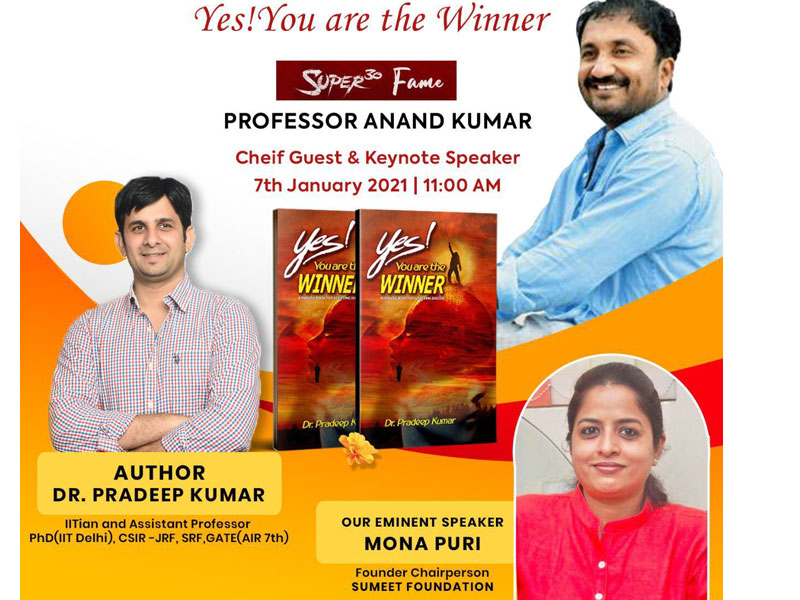 Yes!You are the Winner
SUPER30 Fame
PROFESSOR ANAND KUMAR
Cheif Guest & Keynote Speaker
7th January 2021 | 11:00 AM
Yes!
You are the
WINNER
Dr. Pradeep K
Yes!
You are the
WINNER
Dr. Pradeep Kumar
AUTHOR
DR. PRADEEP KUMAR
IITian and Assistant Professor
PhD(IIT Delhi), CSIR -JRF, SRF,GATE(AIR 7th)
OUR EMINENT SPEAKER
MONA PURI
Founder Chairperson
SUMEET FOUNDATION